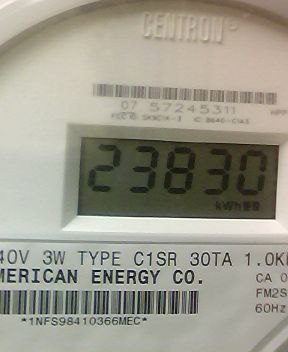 CENTRON
07 57245311
23830
kWh
40V 3W TYPE C1SR 30TA 1.0K
MERICAN ENERGY CO.
CA 0
FM2S
60Hz
*1NFS98410366MEC*